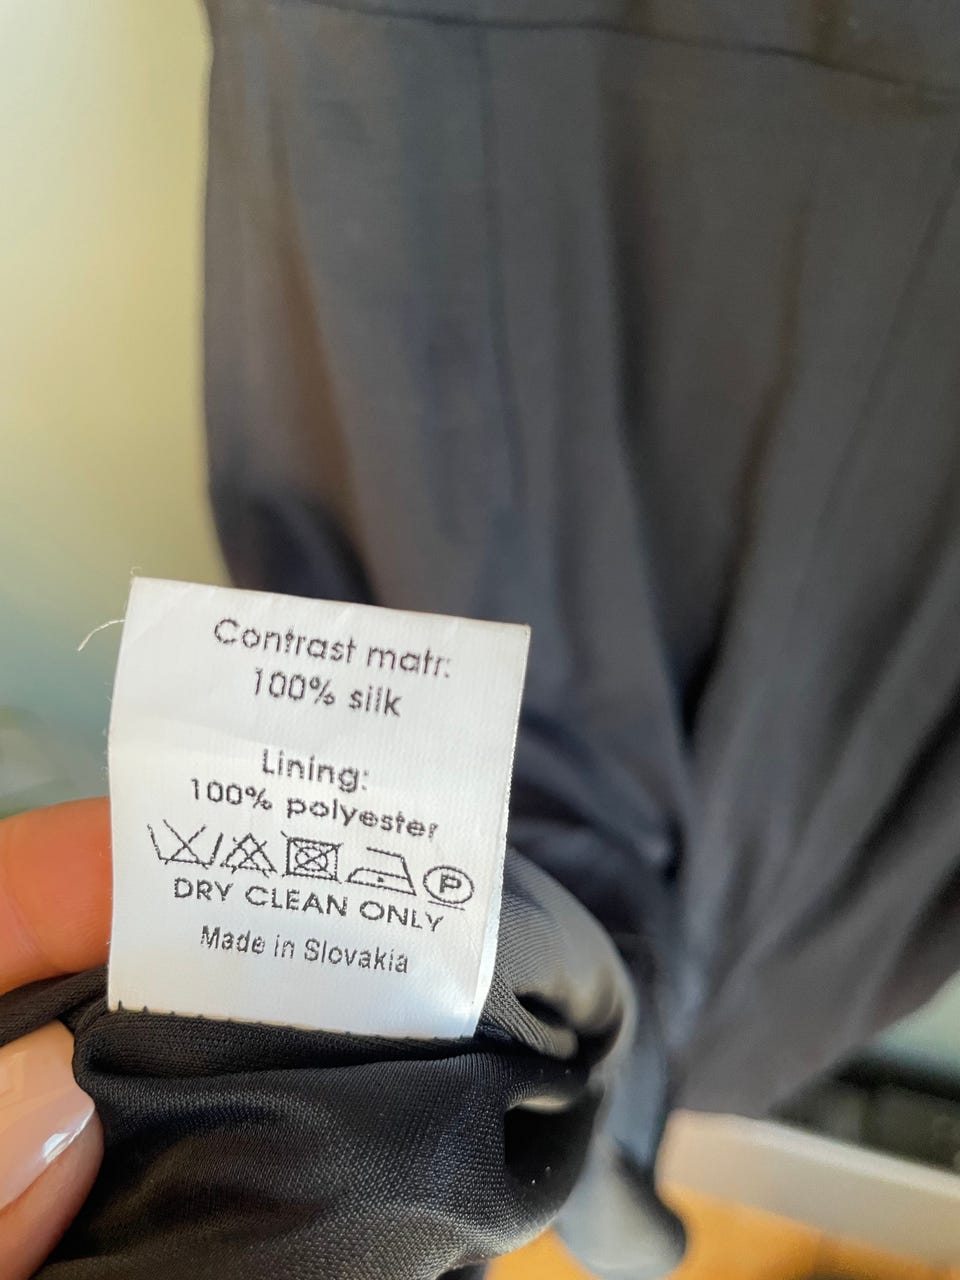 Contrast matr:
100% silk
Lining:
100% polyester
P
DRY CLEAN ONLY
Made in Slovakia